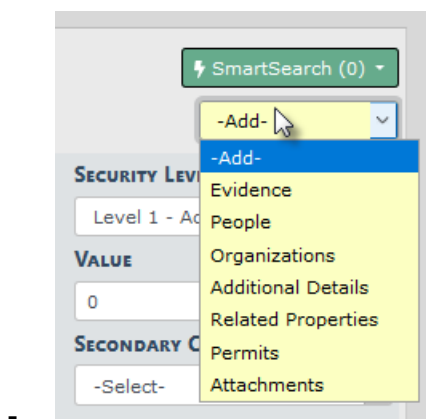 SmartSearch (0)
-Add-
-Add-
Evidence
People
Organizations
Additional Details
Related Properties
Permits
Attachments
SECURITY LEV
Level 1 - Ad
VALUE
0
SECONDARY C
-Select-